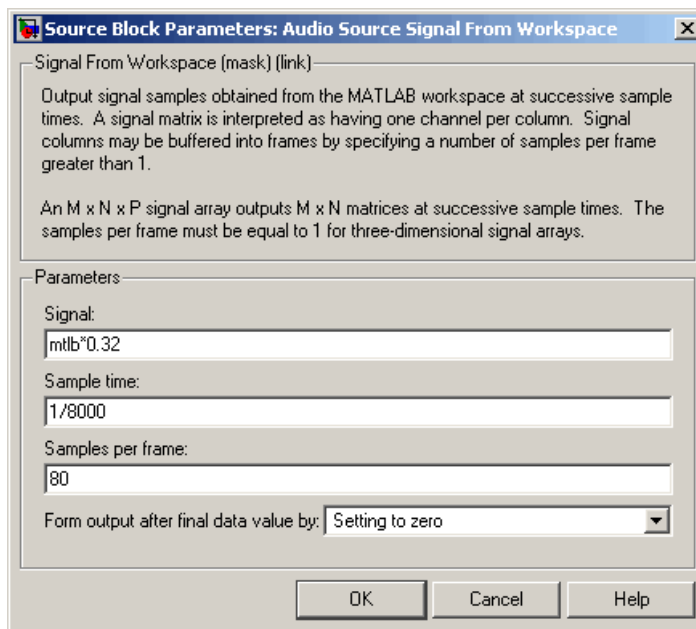 Source Block Parameters: Audio Source Signal From Workspace
Signal From Workspace (mask) (link)
Output signal samples obtained from the MATLAB workspace at successive sample
times. A signal matrix is interpreted as having one channel per column. Signal
columns may be buffered into frames by specifying a number of samples per frame
greater than 1.
An M x N x P signal array outputs M x N matrices at successive sample times. The
samples per frame must be equal to 1 for three-dimensional signal arrays.
Parameters
Signal:
mtlb*0.32
Sample time:
1/8000
Samples per frame:
80
Form output after final data value by: Setting to zero
OK Cancel Help